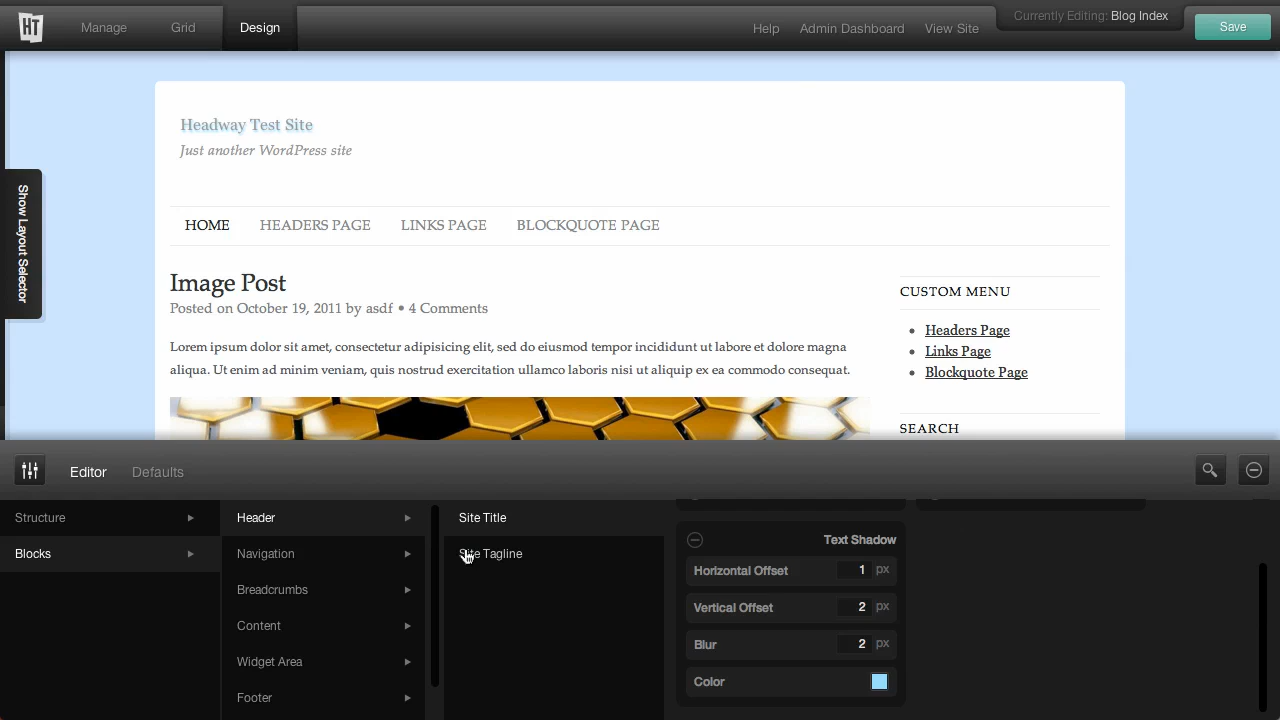 HT
Manage
Grid
Design
Help
Admin Dashboard
View Site
Currently Editing: Blog Index
Save
Show Layout Selector
Headway Test Site
Just another WordPress site
HOME
HEADERS PAGE
LINKS PAGE
BLOCKQUOTE PAGE
Image Post
Posted on October 19, 2011 by asdf • 4 Comments
Lorem ipsum dolor sit amet, consectetur adipisicing elit, sed do eiusmod tempor incididunt ut labore et dolore magna
aliqua. Ut enim ad minim veniam, quis nostrud exercitation ullamco laboris nisi ut aliquip ex ea commodo consequat.
CUSTOM MENU
Headers Page
Links Page
Blockquote Page
SEARCH
Editor
Defaults
Structure
Blocks
Header
Navigation
Breadcrumbs
Content
Widget Area
Footer
Site Title
Site Tagline
Text Shadow
Horizontal Offset 1 px
Vertical Offset 2 px
Blur 2 px
Color